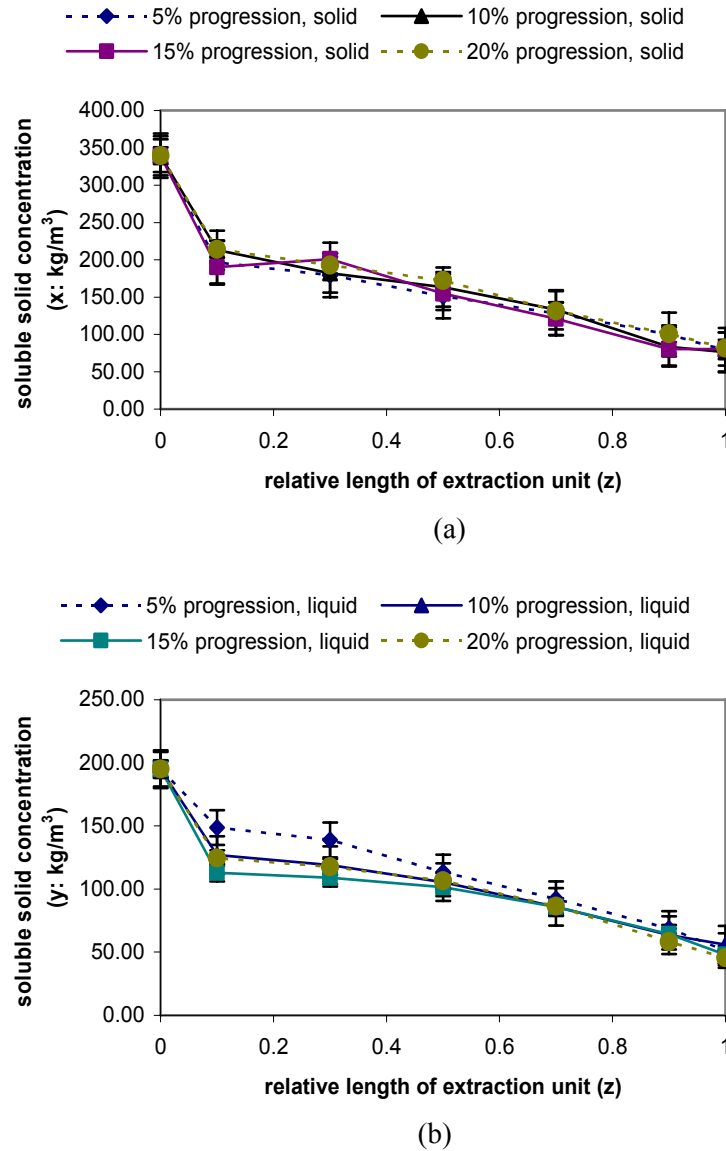 5% progression, solid 10% progression, solid
15% progression, solid 20% progression, solid
400.00
350.00
300.00
250.00
200.00
150.00
100.00
50.00
0.00
soluble solid concentration
(x: kg/m³)
0 0.2 0.4 0.6 0.8 1
relative length of extraction unit (z)
(a)
5% progression, liquid 10% progression, liquid
15% progression, liquid 20% progression, liquid
250.00
200.00
150.00
100.00
50.00
0.00
soluble solid concentration
(y: kg/m³)
0 0.2 0.4 0.6 0.8 1
relative length of extraction unit (z)
(b)